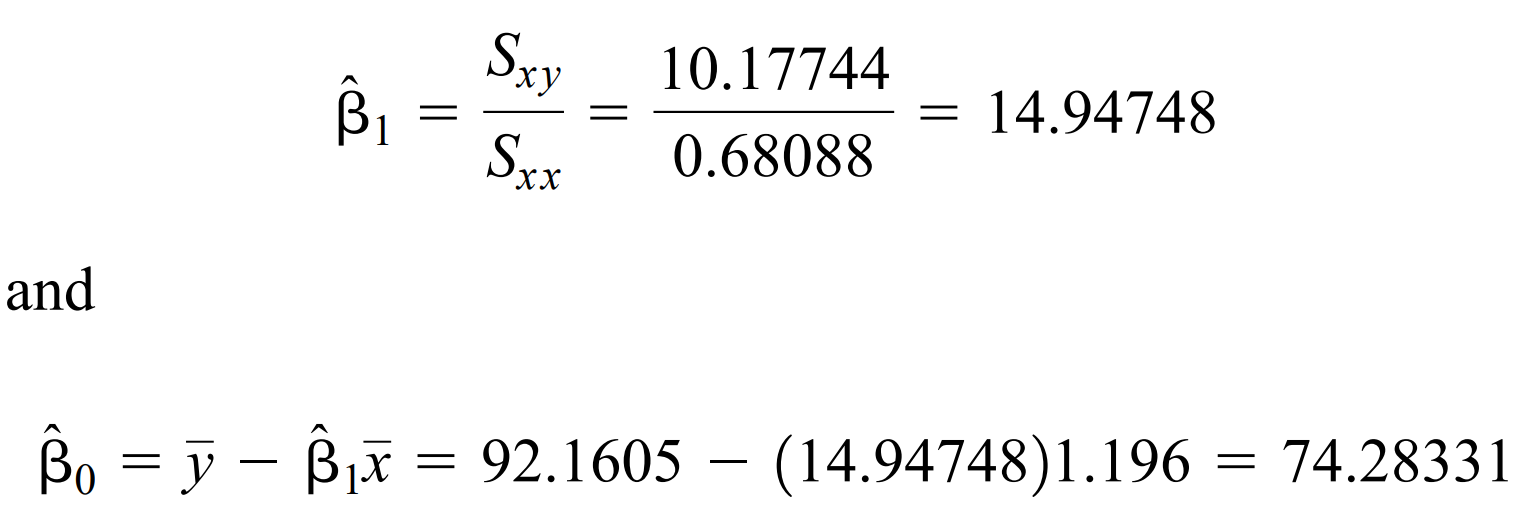 β̂₁ = Sxy / Sxx = 10.17744 / 0.68088 = 14.94748
and
β̂₀ = y̅ − β̂₁x̅ = 92.1605 − (14.94748)1.196 = 74.28331